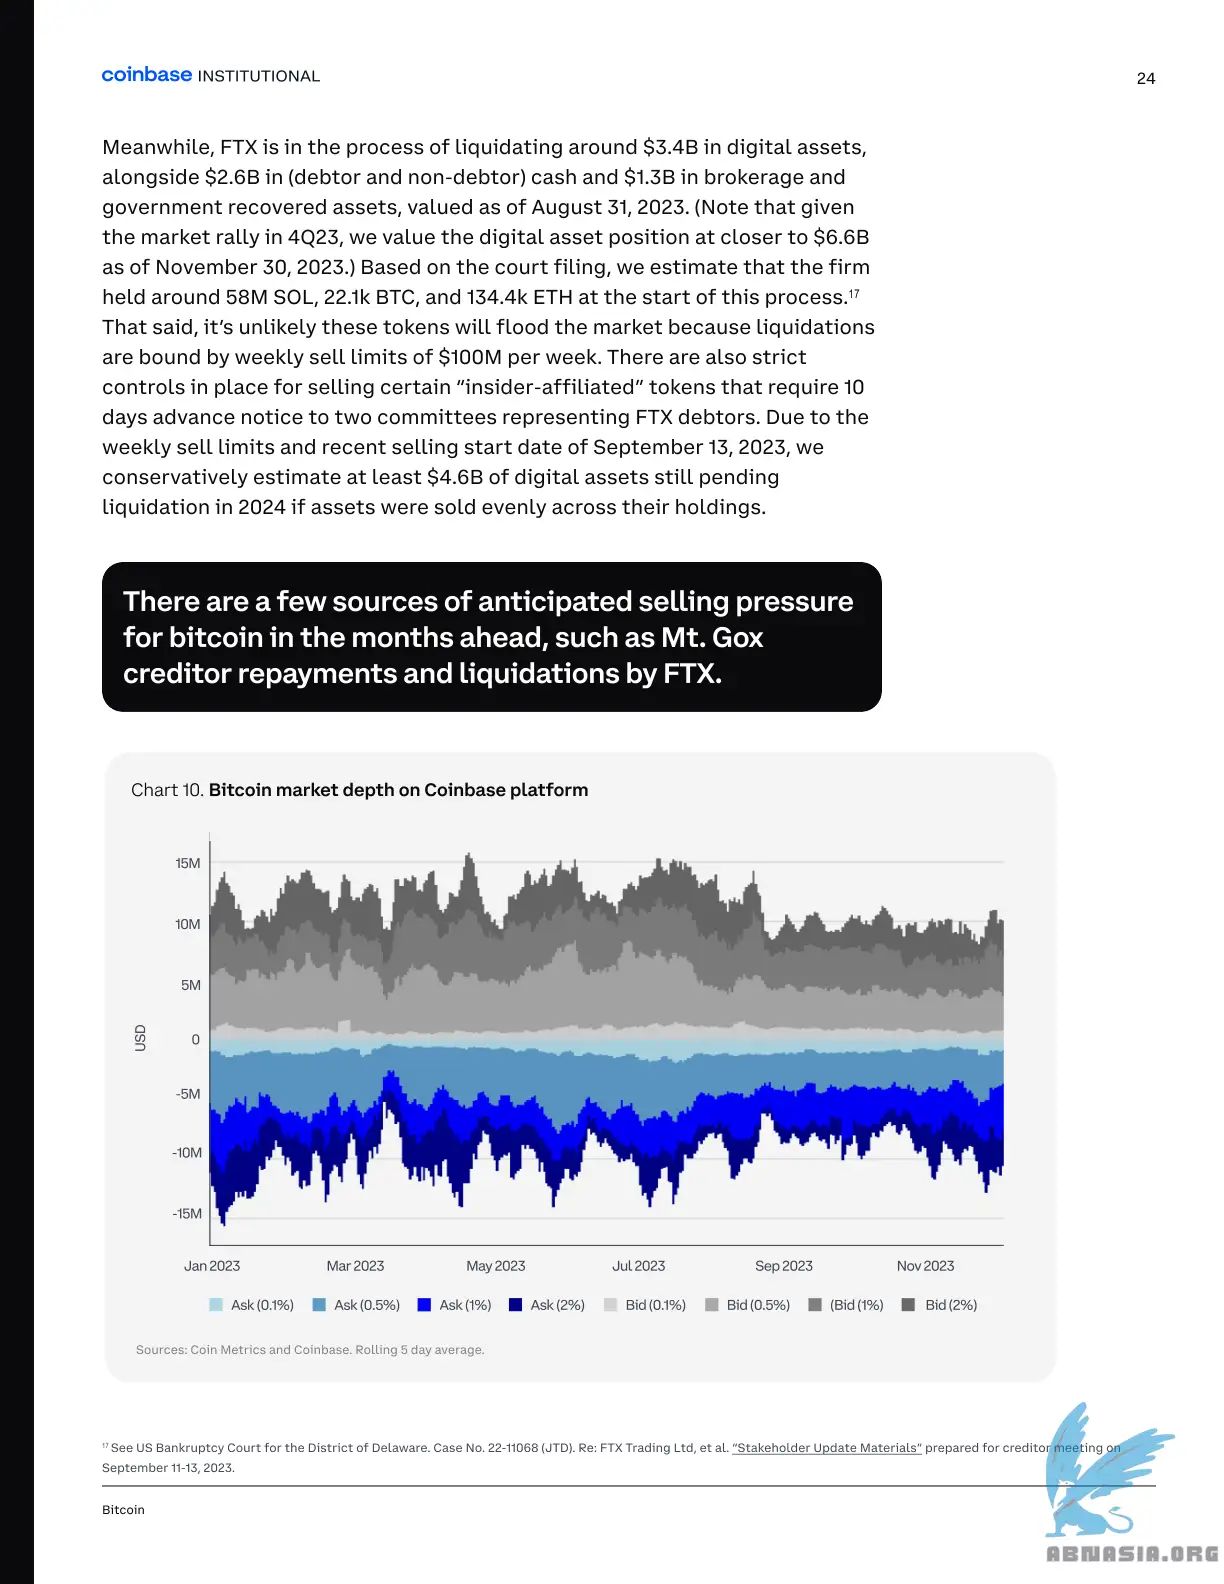 coinbase INSTITUTIONAL
24
Meanwhile, FTX is in the process of liquidating around $3.4B in digital assets,
alongside $2.6B in (debtor and non-debtor) cash and $1.3B in brokerage and
government recovered assets, valued as of August 31, 2023. (Note that given
the market rally in 4Q23, we value the digital asset position at closer to $6.6B
as of November 30, 2023.) Based on the court filing, we estimate that the firm
held around 58M SOL, 22.1k BTC, and 134.4k ETH at the start of this process.¹⁷
That said, it’s unlikely these tokens will flood the market because liquidations
are bound by weekly sell limits of $100M per week. There are also strict
controls in place for selling certain “insider-affiliated” tokens that require 10
days advance notice to two committees representing FTX debtors. Due to the
weekly sell limits and recent selling start date of September 13, 2023, we
conservatively estimate at least $4.6B of digital assets still pending
liquidation in 2024 if assets were sold evenly across their holdings.
There are a few sources of anticipated selling pressure
for bitcoin in the months ahead, such as Mt. Gox
creditor repayments and liquidations by FTX.
Chart 10. Bitcoin market depth on Coinbase platform
15M
10M
5M
USD
0
-5M
-10M
-15M
Jan 2023 Mar 2023 May 2023 Jul 2023 Sep 2023 Nov 2023
Ask (0.1%) Ask (0.5%) Ask (1%) Ask (2%) Bid (0.1%) Bid (0.5%) (Bid (1%) Bid (2%)
Sources: Coin Metrics and Coinbase. Rolling 5 day average.
¹⁷ See US Bankruptcy Court for the District of Delaware. Case No. 22-11068 (JTD). Re: FTX Trading Ltd, et al. “Stakeholder Update Materials” prepared for creditor meeting on
September 11-13, 2023.
Bitcoin
ABNASIA.ORG